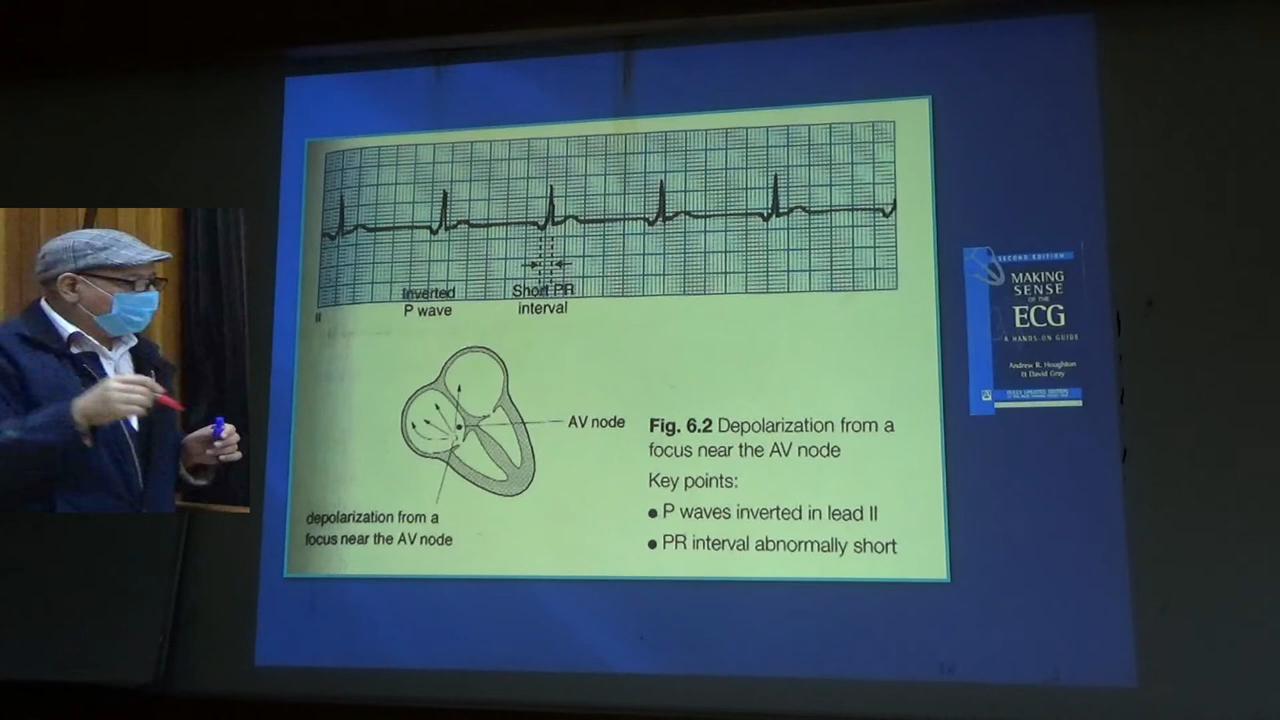 Inverted
P wave
Short PR
interval
II
AV node
depolarization from a
focus near the AV node
Fig. 6.2 Depolarization from a
focus near the AV node
Key points:
● P waves inverted in lead II
● PR interval abnormally short
SECOND EDITION
MAKING
SENSE
OF THE
ECG
A HANDS-ON GUIDE
Andrew R. Houghton
& David Gray